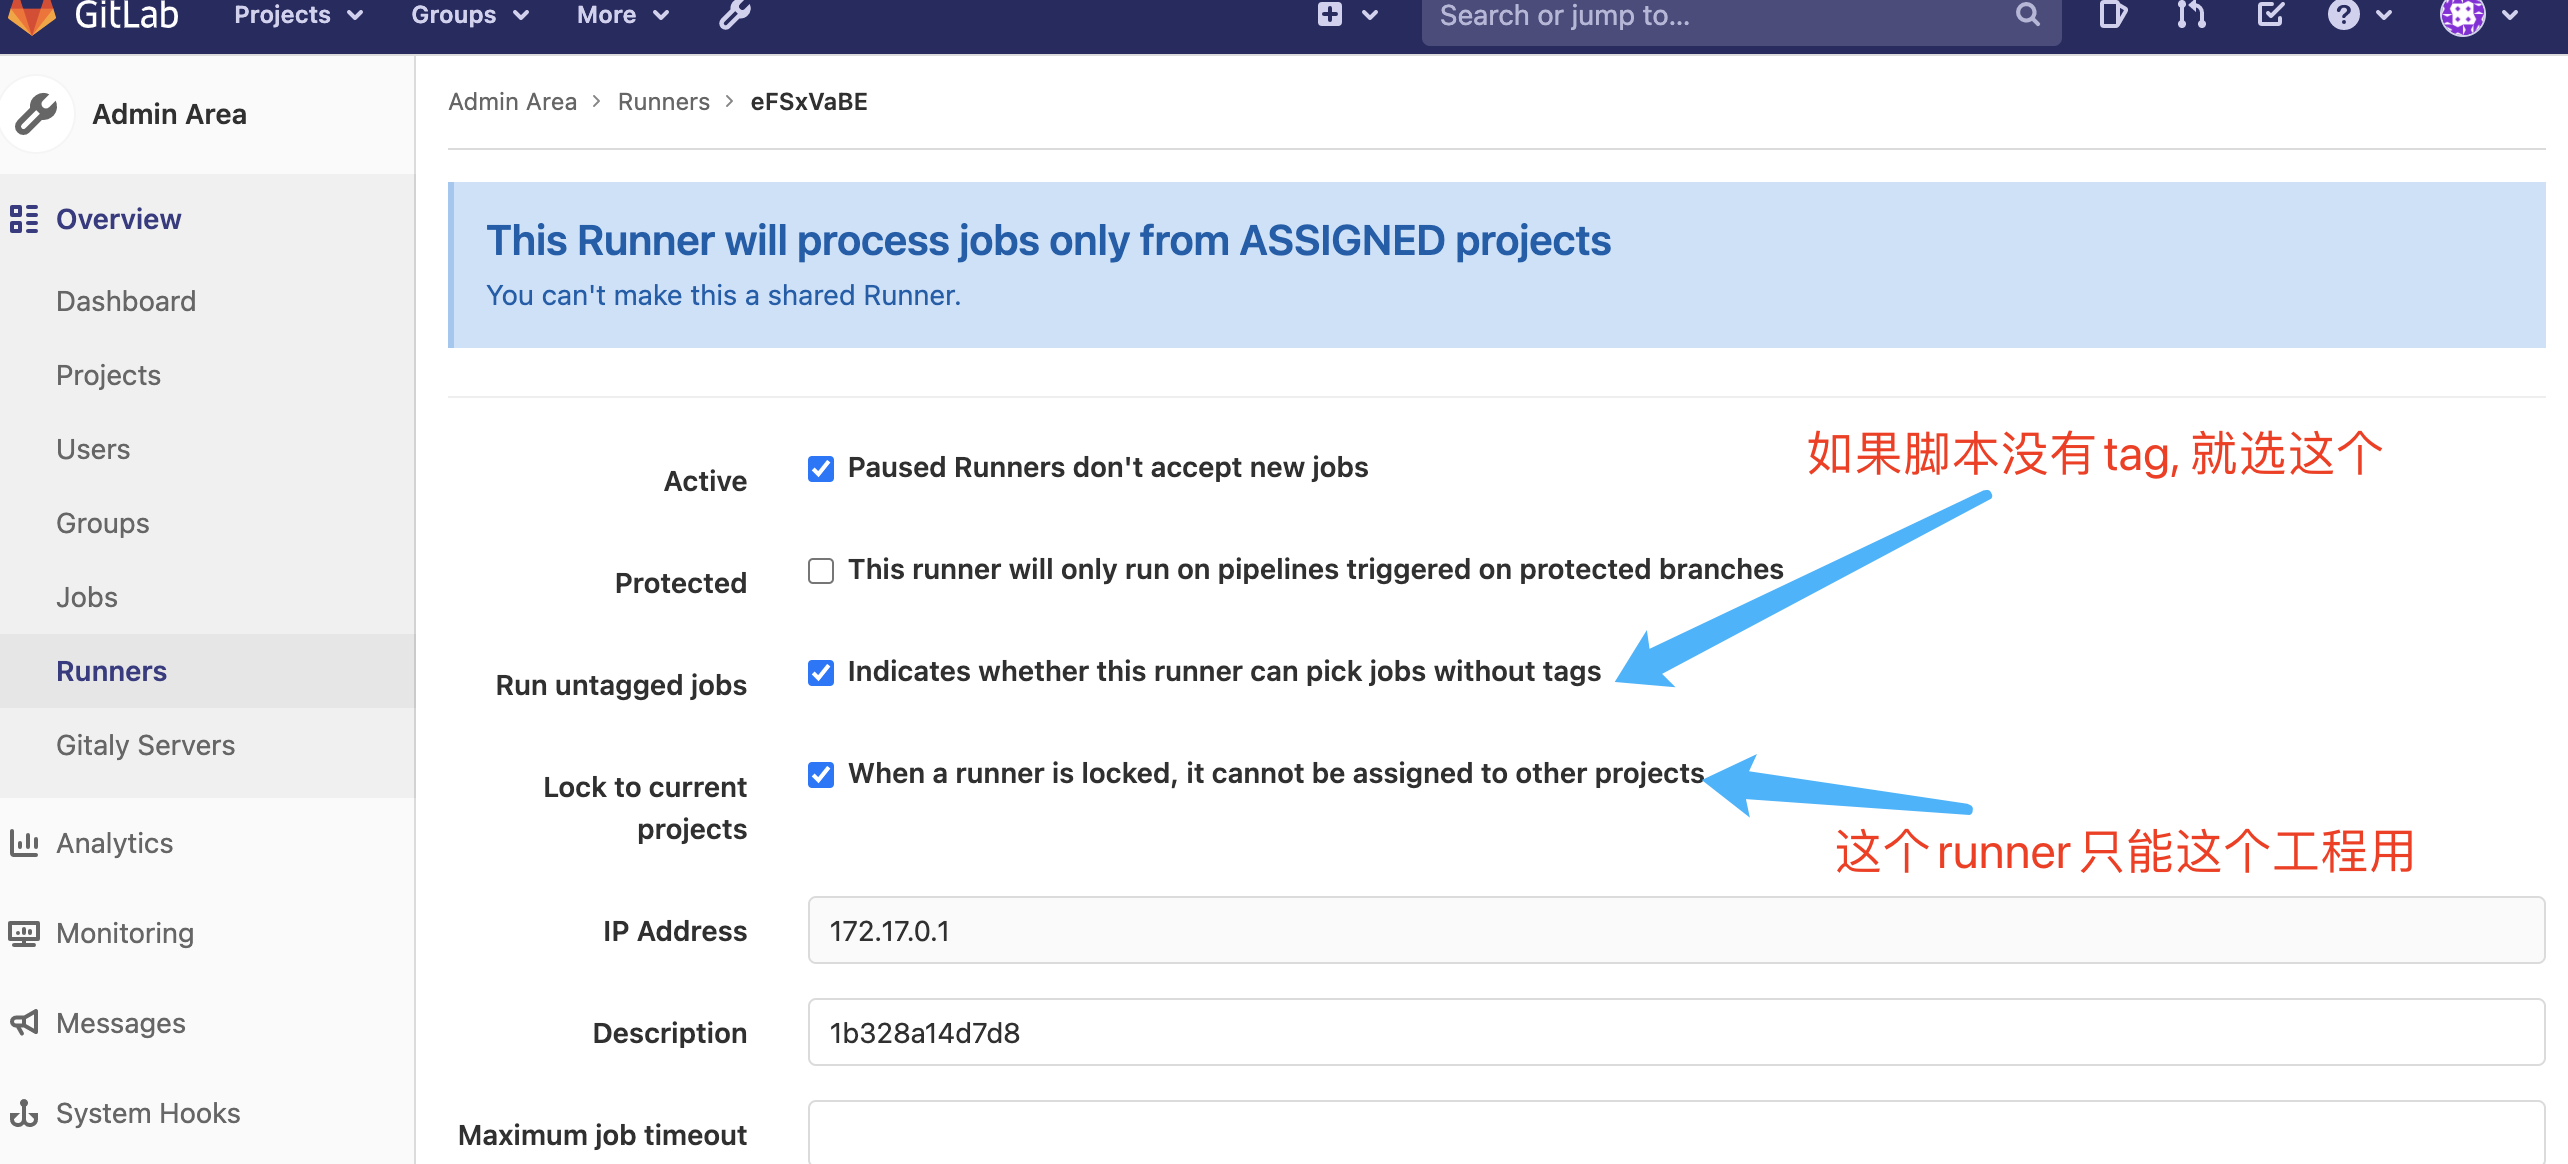 GitLab Projects Groups More Search or jump to...
Admin Area
Overview
Dashboard
Projects
Users
Groups
Jobs
Runners
Gitaly Servers
Analytics
Monitoring
Messages
System Hooks
Admin Area > Runners > eFSxVaBE
This Runner will process jobs only from ASSIGNED projects
You can't make this a shared Runner.
如果脚本没有 tag, 就选这个
Active Paused Runners don't accept new jobs
Protected This runner will only run on pipelines triggered on protected branches
Run untagged jobs Indicates whether this runner can pick jobs without tags
Lock to current When a runner is locked, it cannot be assigned to other projects
projects
这个 runner 只能这个工程用
IP Address 172.17.0.1
Description 1b328a14d7d8
Maximum job timeout